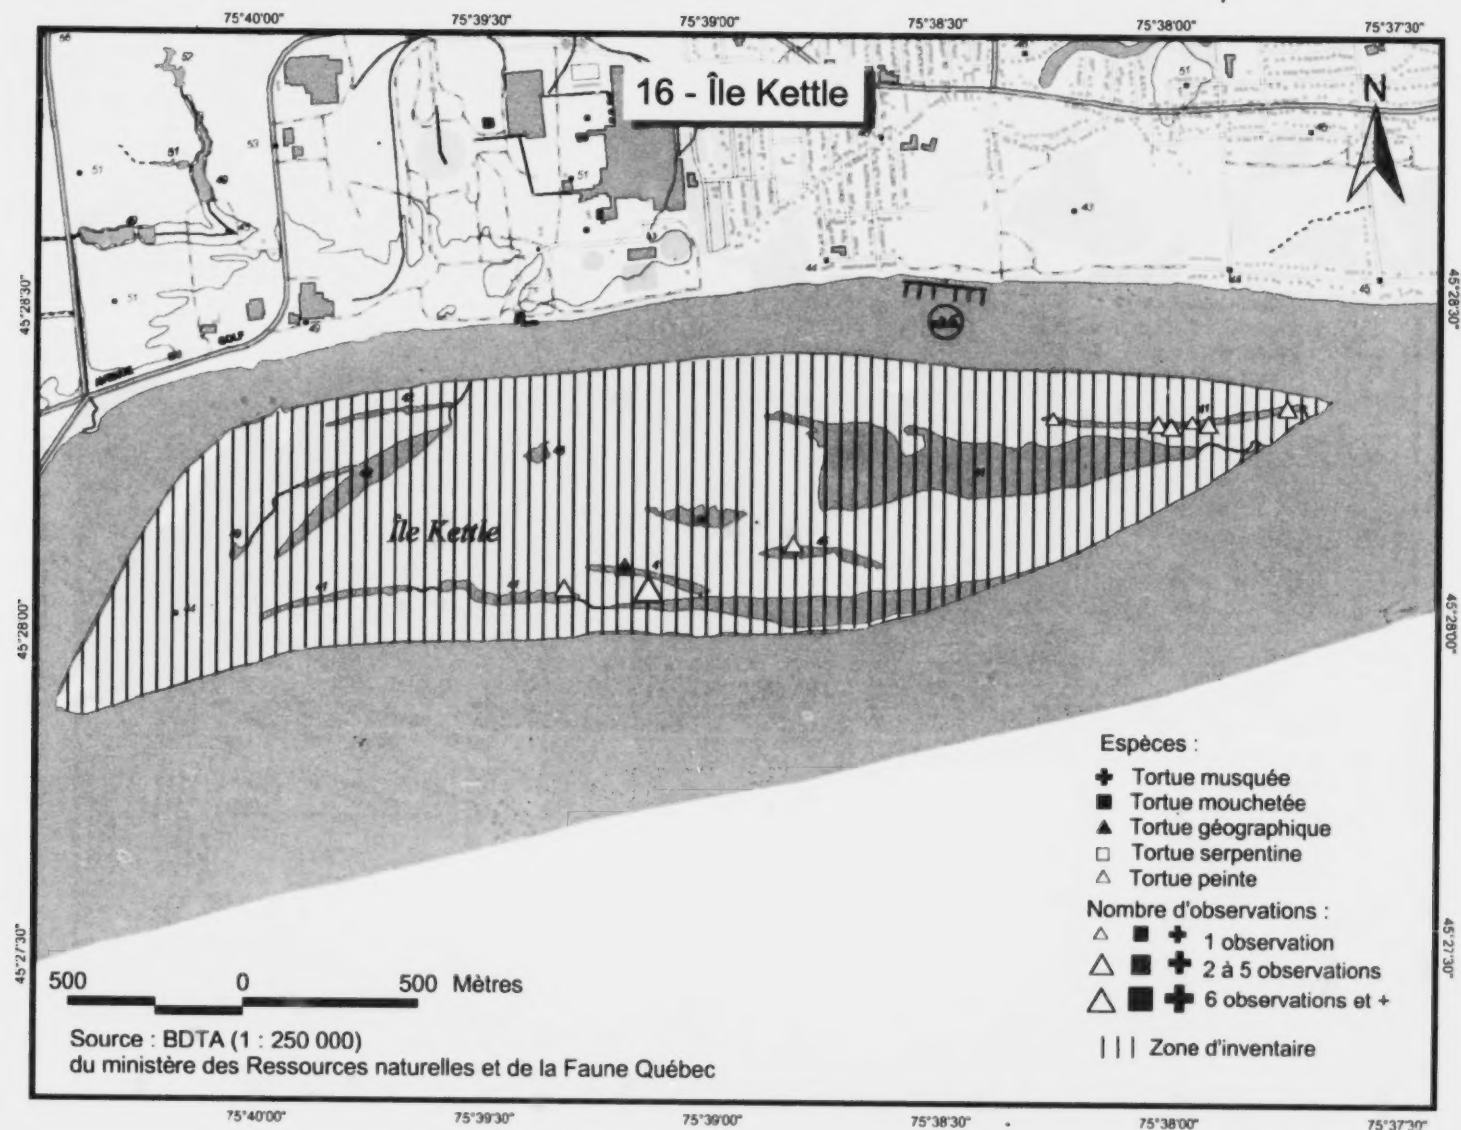 75°40'00" 75°39'30" 75°39'00" 75°38'30" 75°38'00" 75°37'30"
16 - Île Kettle
N
45°28'30"
45°28'30"
GOLF
Île Kettle
45°28'00"
45°28'00"
Espèces :
Tortue musquée
Tortue mouchetée
Tortue géographique
Tortue serpentine
Tortue peinte
Nombre d'observations :
1 observation
2 à 5 observations
6 observations et +
Zone d'inventaire
45°27'30"
45°27'30"
500 0 500 Mètres
Source : BDTA (1 : 250 000)
du ministère des Ressources naturelles et de la Faune Québec
75°40'00" 75°39'30" 75°39'00" 75°38'30" 75°38'00" 75°37'30"